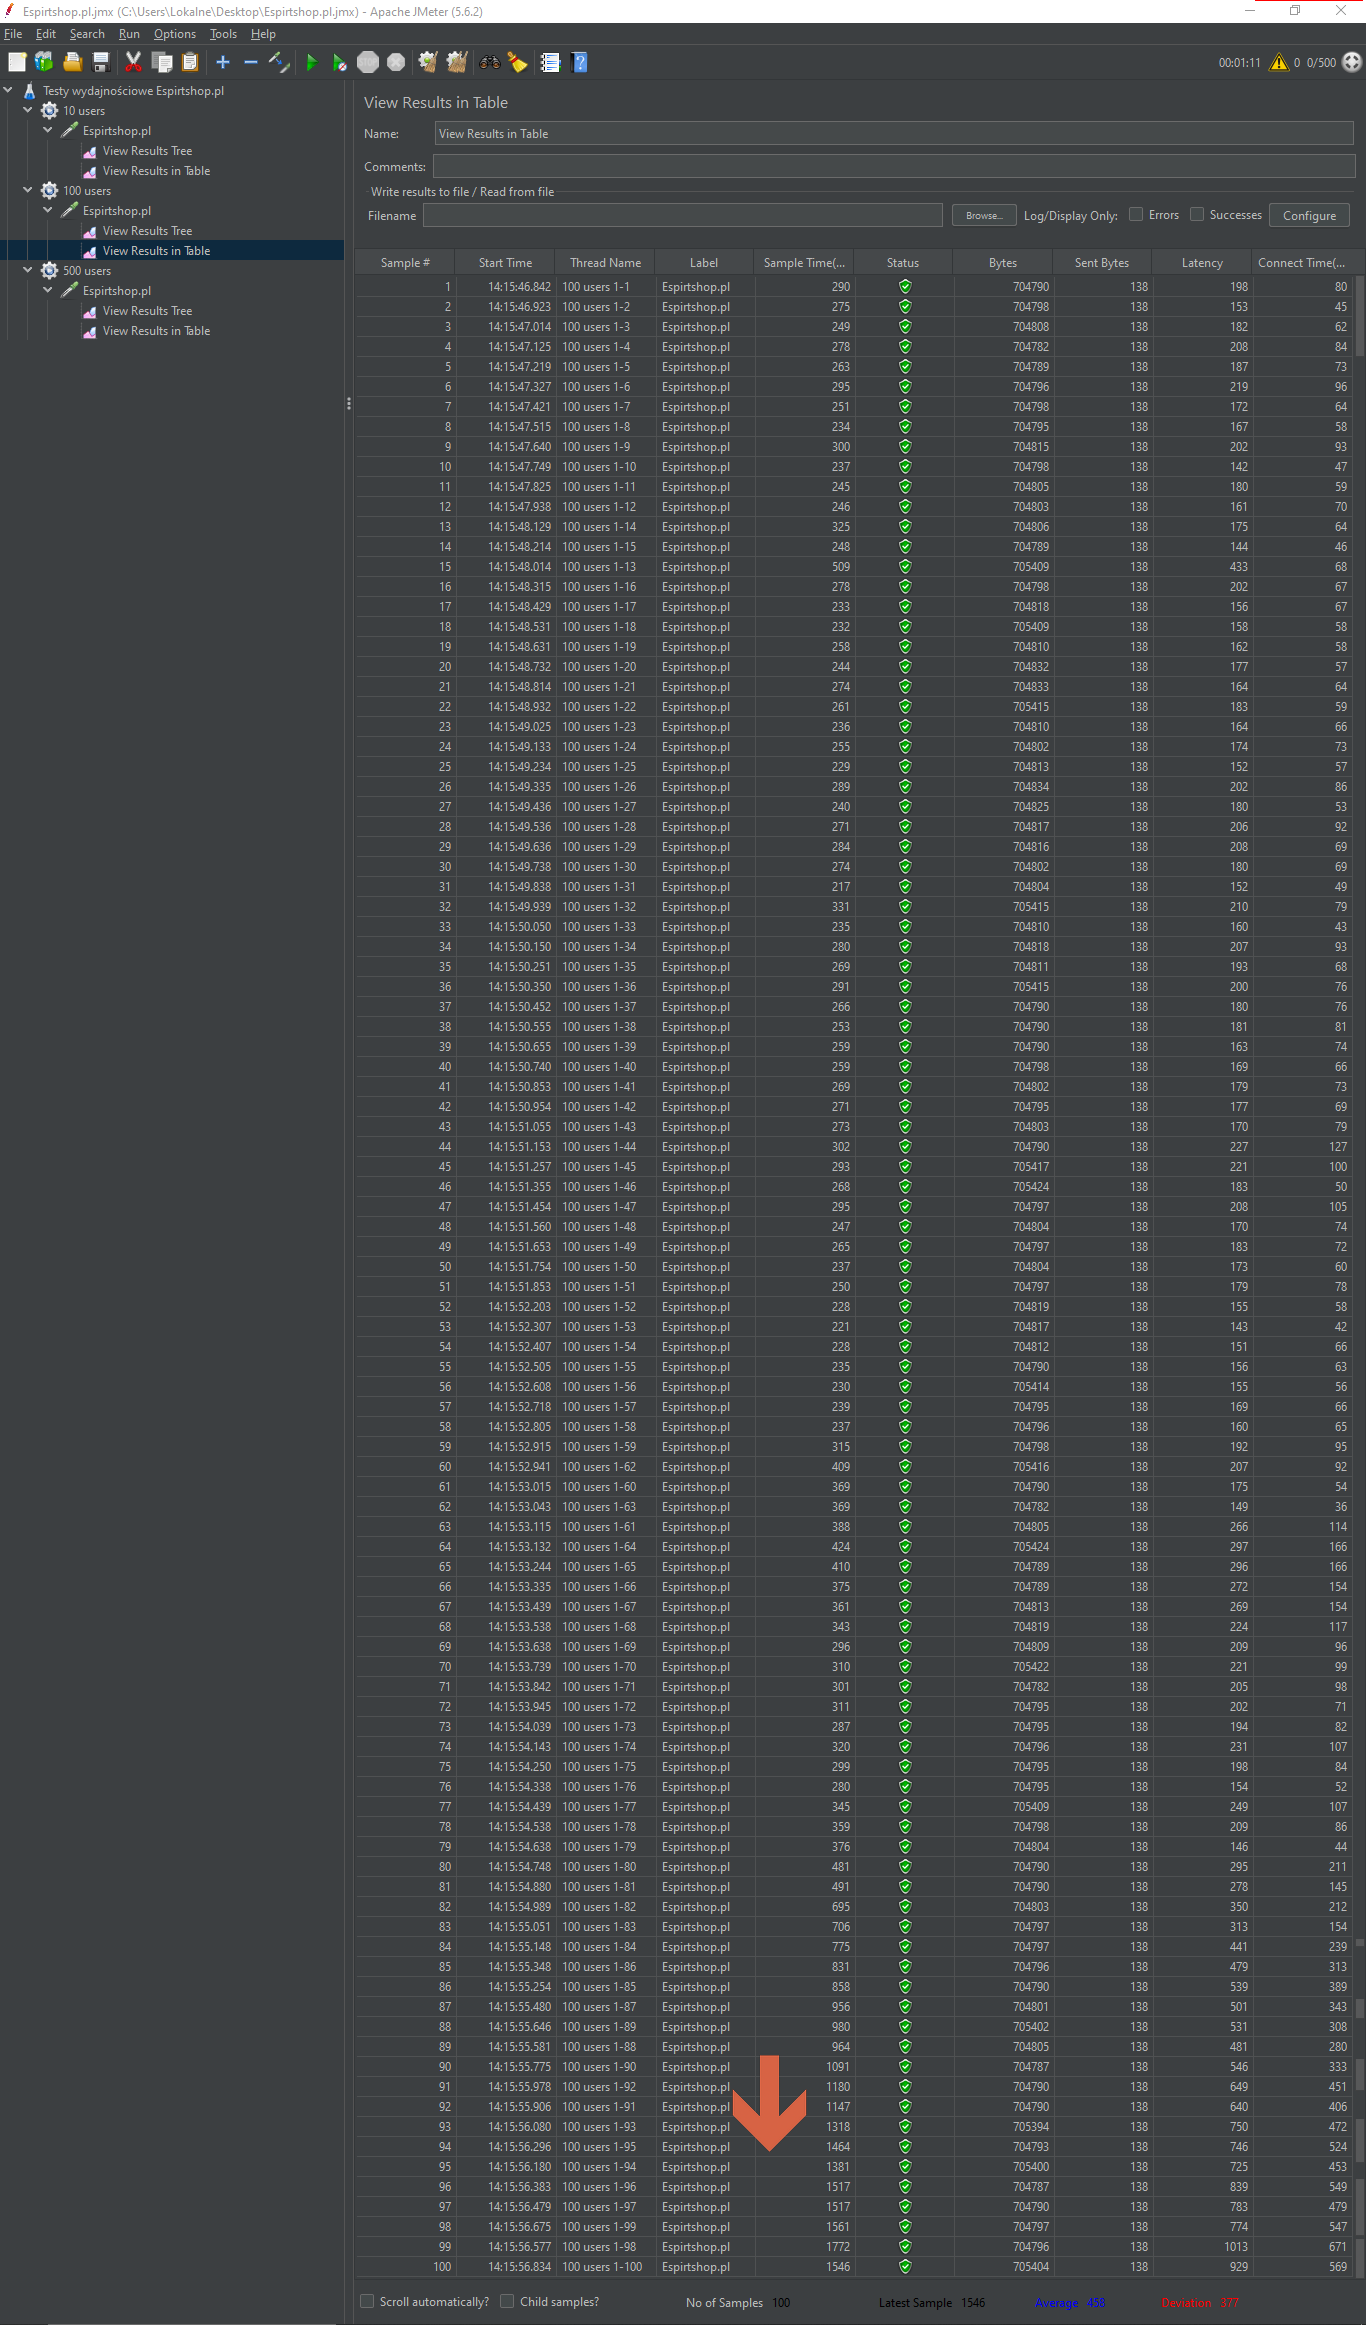 Espirtshop.pl.jmx (C:\Users\Lokalne\Desktop\Espirtshop.pl.jmx) - Apache JMeter (5.6.2)
File Edit Search Run Options Tools Help
STOP 00:01:11 0 0/500
Testy wydajnościowe Espirtshop.pl
10 users
Espirtshop.pl
View Results Tree
View Results in Table
100 users
Espirtshop.pl
View Results Tree
View Results in Table
500 users
Espirtshop.pl
View Results Tree
View Results in Table
View Results in Table
Name: View Results in Table
Comments:
Write results to file / Read from file
Filename Browse... Log/Display Only: Errors Successes Configure
Sample # Start Time Thread Name Label Sample Time(... Status Bytes Sent Bytes Latency Connect Time(...
1 14:15:46.842 100 users 1-1 Espirtshop.pl 290 704790 138 198 80
2 14:15:46.923 100 users 1-2 Espirtshop.pl 275 704798 138 153 45
3 14:15:47.014 100 users 1-3 Espirtshop.pl 249 704808 138 182 62
4 14:15:47.125 100 users 1-4 Espirtshop.pl 278 704782 138 208 84
5 14:15:47.219 100 users 1-5 Espirtshop.pl 263 704789 138 187 73
6 14:15:47.327 100 users 1-6 Espirtshop.pl 295 704796 138 219 96
7 14:15:47.421 100 users 1-7 Espirtshop.pl 251 704798 138 172 64
8 14:15:47.515 100 users 1-8 Espirtshop.pl 234 704795 138 167 58
9 14:15:47.640 100 users 1-9 Espirtshop.pl 300 704815 138 202 93
10 14:15:47.749 100 users 1-10 Espirtshop.pl 237 704798 138 142 47
11 14:15:47.825 100 users 1-11 Espirtshop.pl 245 704805 138 180 59
12 14:15:47.938 100 users 1-12 Espirtshop.pl 246 704803 138 161 70
13 14:15:48.129 100 users 1-14 Espirtshop.pl 325 704806 138 175 64
14 14:15:48.214 100 users 1-15 Espirtshop.pl 248 704789 138 144 46
15 14:15:48.014 100 users 1-13 Espirtshop.pl 509 705409 138 433 68
16 14:15:48.315 100 users 1-16 Espirtshop.pl 278 704798 138 202 67
17 14:15:48.429 100 users 1-17 Espirtshop.pl 233 704818 138 156 67
18 14:15:48.531 100 users 1-18 Espirtshop.pl 232 705409 138 158 58
19 14:15:48.631 100 users 1-19 Espirtshop.pl 258 704810 138 162 58
20 14:15:48.732 100 users 1-20 Espirtshop.pl 244 704832 138 177 57
21 14:15:48.814 100 users 1-21 Espirtshop.pl 274 704833 138 164 64
22 14:15:48.932 100 users 1-22 Espirtshop.pl 261 705415 138 183 59
23 14:15:49.025 100 users 1-23 Espirtshop.pl 236 704810 138 164 66
24 14:15:49.133 100 users 1-24 Espirtshop.pl 255 704802 138 174 73
25 14:15:49.234 100 users 1-25 Espirtshop.pl 229 704813 138 152 57
26 14:15:49.335 100 users 1-26 Espirtshop.pl 289 704834 138 202 86
27 14:15:49.436 100 users 1-27 Espirtshop.pl 240 704825 138 180 53
28 14:15:49.536 100 users 1-28 Espirtshop.pl 271 704817 138 206 92
29 14:15:49.636 100 users 1-29 Espirtshop.pl 284 704816 138 208 69
30 14:15:49.738 100 users 1-30 Espirtshop.pl 274 704802 138 180 69
31 14:15:49.838 100 users 1-31 Espirtshop.pl 217 704804 138 152 49
32 14:15:49.939 100 users 1-32 Espirtshop.pl 331 705415 138 210 79
33 14:15:50.050 100 users 1-33 Espirtshop.pl 235 704810 138 160 43
34 14:15:50.150 100 users 1-34 Espirtshop.pl 280 704818 138 207 93
35 14:15:50.251 100 users 1-35 Espirtshop.pl 269 704811 138 193 68
36 14:15:50.350 100 users 1-36 Espirtshop.pl 291 705415 138 200 76
37 14:15:50.452 100 users 1-37 Espirtshop.pl 266 704790 138 180 76
38 14:15:50.555 100 users 1-38 Espirtshop.pl 253 704790 138 181 81
39 14:15:50.655 100 users 1-39 Espirtshop.pl 259 704790 138 163 74
40 14:15:50.740 100 users 1-40 Espirtshop.pl 259 704798 138 169 66
41 14:15:50.853 100 users 1-41 Espirtshop.pl 269 704802 138 179 73
42 14:15:50.954 100 users 1-42 Espirtshop.pl 271 704795 138 177 69
43 14:15:51.055 100 users 1-43 Espirtshop.pl 273 704803 138 170 79
44 14:15:51.153 100 users 1-44 Espirtshop.pl 302 704790 138 227 127
45 14:15:51.257 100 users 1-45 Espirtshop.pl 293 705417 138 221 100
46 14:15:51.355 100 users 1-46 Espirtshop.pl 268 705424 138 183 50
47 14:15:51.454 100 users 1-47 Espirtshop.pl 295 704797 138 208 105
48 14:15:51.560 100 users 1-48 Espirtshop.pl 247 704804 138 170 74
49 14:15:51.653 100 users 1-49 Espirtshop.pl 265 704797 138 183 72
50 14:15:51.754 100 users 1-50 Espirtshop.pl 237 704804 138 173 60
51 14:15:51.853 100 users 1-51 Espirtshop.pl 250 704797 138 179 78
52 14:15:52.203 100 users 1-52 Espirtshop.pl 228 704819 138 155 58
53 14:15:52.307 100 users 1-53 Espirtshop.pl 221 704817 138 143 42
54 14:15:52.407 100 users 1-54 Espirtshop.pl 228 704812 138 151 66
55 14:15:52.505 100 users 1-55 Espirtshop.pl 235 704790 138 156 63
56 14:15:52.608 100 users 1-56 Espirtshop.pl 230 705414 138 155 56
57 14:15:52.718 100 users 1-57 Espirtshop.pl 239 704795 138 169 66
58 14:15:52.805 100 users 1-58 Espirtshop.pl 237 704796 138 160 65
59 14:15:52.915 100 users 1-59 Espirtshop.pl 315 704798 138 192 95
60 14:15:52.941 100 users 1-62 Espirtshop.pl 409 705416 138 207 92
61 14:15:53.015 100 users 1-60 Espirtshop.pl 369 704790 138 175 54
62 14:15:53.043 100 users 1-63 Espirtshop.pl 369 704782 138 149 36
63 14:15:53.115 100 users 1-61 Espirtshop.pl 388 704805 138 266 114
64 14:15:53.132 100 users 1-64 Espirtshop.pl 424 705424 138 297 166
65 14:15:53.244 100 users 1-65 Espirtshop.pl 410 704789 138 296 166
66 14:15:53.335 100 users 1-66 Espirtshop.pl 375 704789 138 272 154
67 14:15:53.439 100 users 1-67 Espirtshop.pl 361 704813 138 269 154
68 14:15:53.538 100 users 1-68 Espirtshop.pl 343 704819 138 224 117
69 14:15:53.638 100 users 1-69 Espirtshop.pl 296 704809 138 209 96
70 14:15:53.739 100 users 1-70 Espirtshop.pl 310 705422 138 221 99
71 14:15:53.842 100 users 1-71 Espirtshop.pl 301 704782 138 205 98
72 14:15:53.945 100 users 1-72 Espirtshop.pl 311 704795 138 202 71
73 14:15:54.039 100 users 1-73 Espirtshop.pl 287 704795 138 194 82
74 14:15:54.143 100 users 1-74 Espirtshop.pl 320 704796 138 231 107
75 14:15:54.250 100 users 1-75 Espirtshop.pl 299 704795 138 198 84
76 14:15:54.338 100 users 1-76 Espirtshop.pl 280 704795 138 154 52
77 14:15:54.439 100 users 1-77 Espirtshop.pl 345 705409 138 249 107
78 14:15:54.538 100 users 1-78 Espirtshop.pl 359 704798 138 209 86
79 14:15:54.638 100 users 1-79 Espirtshop.pl 376 704804 138 146 44
80 14:15:54.748 100 users 1-80 Espirtshop.pl 481 704790 138 295 211
81 14:15:54.880 100 users 1-81 Espirtshop.pl 491 704790 138 278 145
82 14:15:54.989 100 users 1-82 Espirtshop.pl 695 704803 138 350 212
83 14:15:55.051 100 users 1-83 Espirtshop.pl 706 704797 138 313 154
84 14:15:55.148 100 users 1-84 Espirtshop.pl 775 704797 138 441 239
85 14:15:55.348 100 users 1-86 Espirtshop.pl 831 704796 138 479 313
86 14:15:55.254 100 users 1-85 Espirtshop.pl 858 704790 138 539 389
87 14:15:55.480 100 users 1-87 Espirtshop.pl 956 704801 138 501 343
88 14:15:55.646 100 users 1-89 Espirtshop.pl 980 705402 138 531 308
89 14:15:55.581 100 users 1-88 Espirtshop.pl 964 704805 138 481 280
90 14:15:55.775 100 users 1-90 Espirtshop.pl 1091 704787 138 546 333
91 14:15:55.978 100 users 1-92 Espirtshop.pl 1180 704790 138 649 451
92 14:15:55.906 100 users 1-91 Espirtshop.pl 1147 704790 138 640 406
93 14:15:56.080 100 users 1-93 Espirtshop.pl 1318 705394 138 750 472
94 14:15:56.296 100 users 1-95 Espirtshop.pl 1464 704793 138 746 524
95 14:15:56.180 100 users 1-94 Espirtshop.pl 1381 705400 138 725 453
96 14:15:56.383 100 users 1-96 Espirtshop.pl 1517 704787 138 839 549
97 14:15:56.479 100 users 1-97 Espirtshop.pl 1517 704790 138 783 479
98 14:15:56.675 100 users 1-99 Espirtshop.pl 1561 704797 138 774 547
99 14:15:56.577 100 users 1-98 Espirtshop.pl 1772 704796 138 1013 671
100 14:15:56.834 100 users 1-100 Espirtshop.pl 1546 705404 138 929 569
Scroll automatically? Child samples? No of Samples 100 Latest Sample 1546 Average 458 Deviation 377